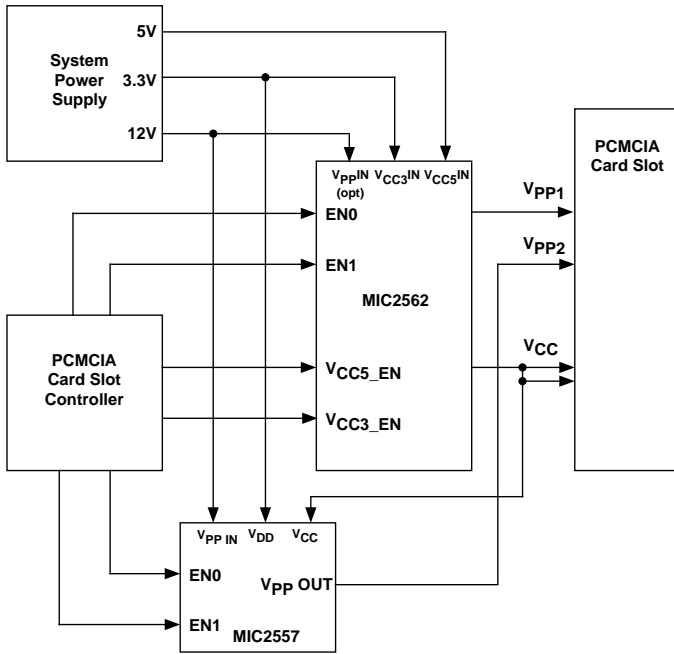 System
Power
Supply
5V
3.3V
12V
PCMCIA
Card Slot
VPPIN
(opt)
VCC3IN
VCC5IN
EN0
EN1
MIC2562
VCC5_EN
VCC3_EN
VPP1
VPP2
VCC
PCMCIA
Card Slot
Controller
VPP IN
VDD
VCC
EN0
EN1
VPP OUT
MIC2557